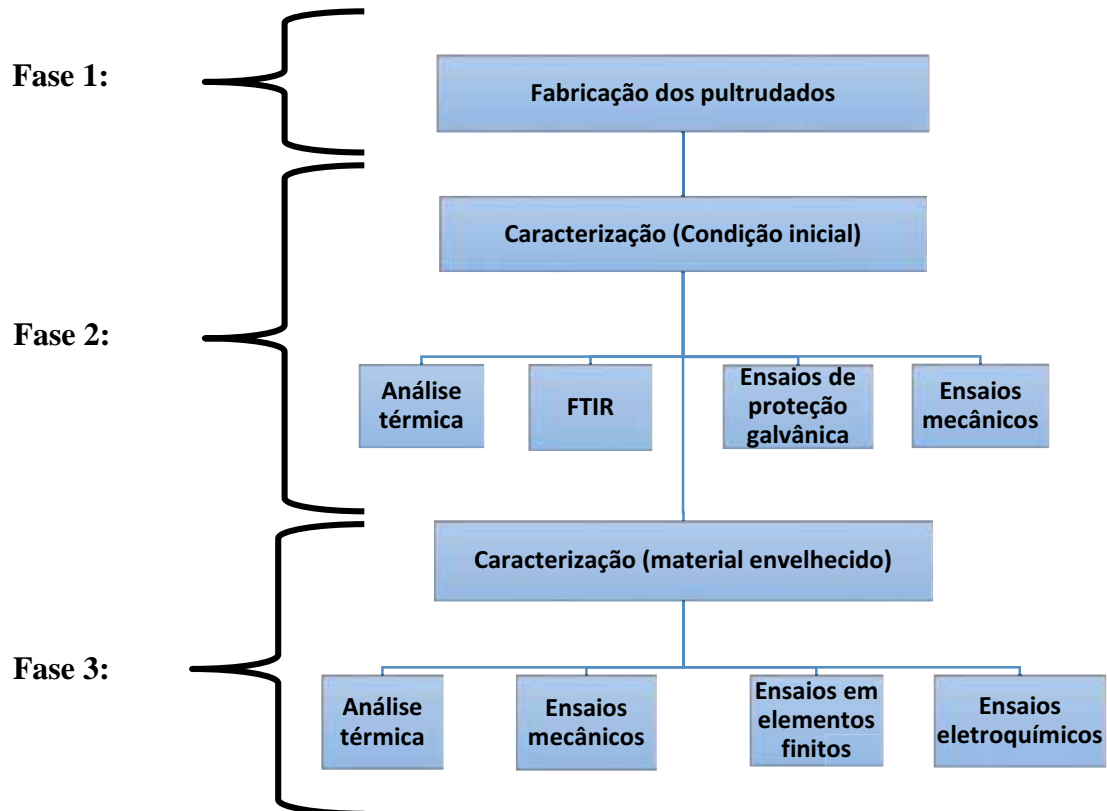 Fase 1:
Fabricação dos pultrudados
Caracterização (Condição inicial)
Fase 2:
Análise
térmica
FTIR
Ensaios de
proteção
galvânica
Ensaios
mecânicos
Caracterização (material envelhecido)
Fase 3:
Análise
térmica
Ensaios
mecânicos
Ensaios em
elementos
finitos
Ensaios
eletroquímicos